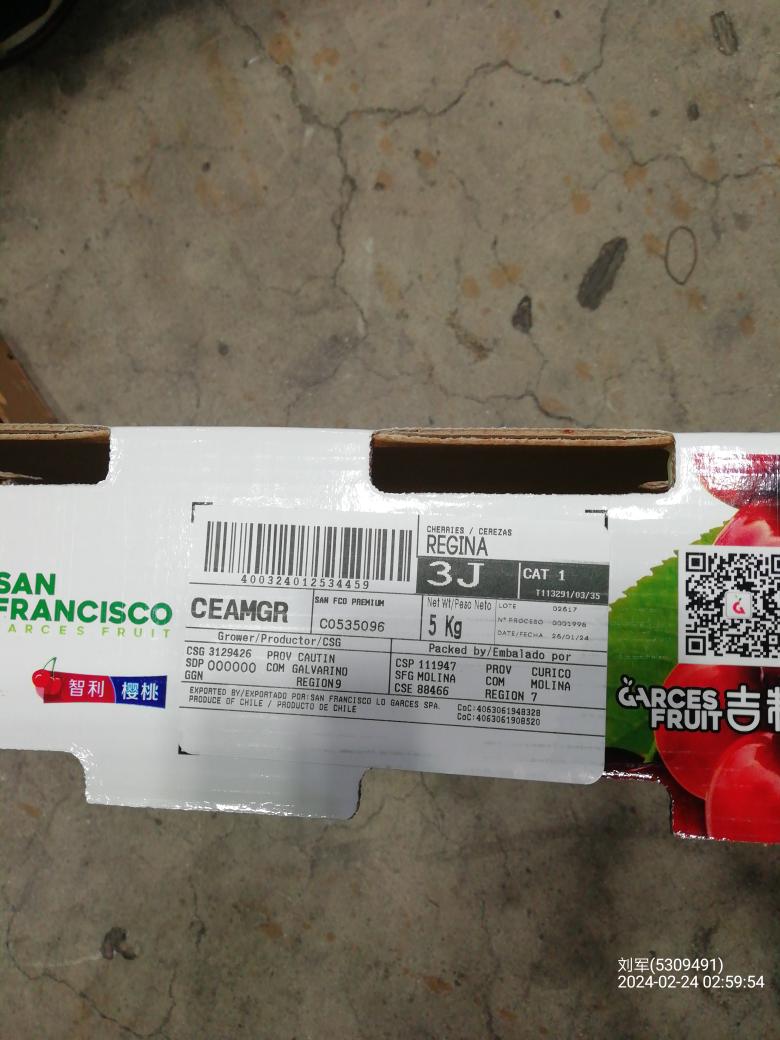 SAN
FRANCISCO
GARCES FRUIT
智利 樱桃
400324012534459
CHERRIES / CEREZAS
REGINA
3J
CAT 1
T113291/03/35
CEAMGR
SAN FCO PREMIUM
C0535096
Net Wt/Peso Neto
5 Kg
LOTE 02617
N° PROCESO 0001998
DATE/FECHA 26/01/24
Grower/Productor/CSG
CSG 3129426 PROV CAUTIN
SDP 000000 COM GALVARINO
GGN REGION 9
Packed by/Embalado por
CSP 111947 PROV CURICO
SFG MOLINA COM MOLINA
CSE 88466 REGION 7
EXPORTED BY/EXPORTADO POR:SAN FRANCISCO LO GARCES SPA.
PRODUCE OF CHILE / PRODUCTO DE CHILE
CoC:4063061948328
CoC:4063061908520
GARCES
FRUIT 吉
刘军(5309491)
2024-02-24 02:59:54